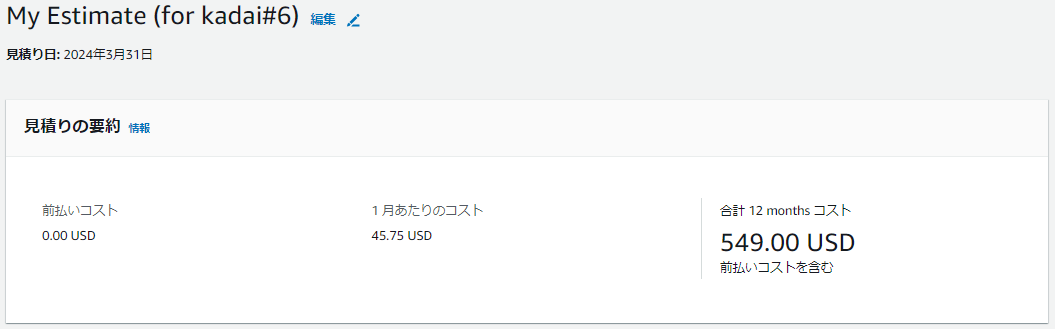 My Estimate (for kadai#6) 編集
見積り日: 2024年3月31日
見積りの要約 情報
前払いコスト
0.00 USD
1 月あたりのコスト
45.75 USD
合計 12 months コスト
549.00 USD
前払いコストを含む